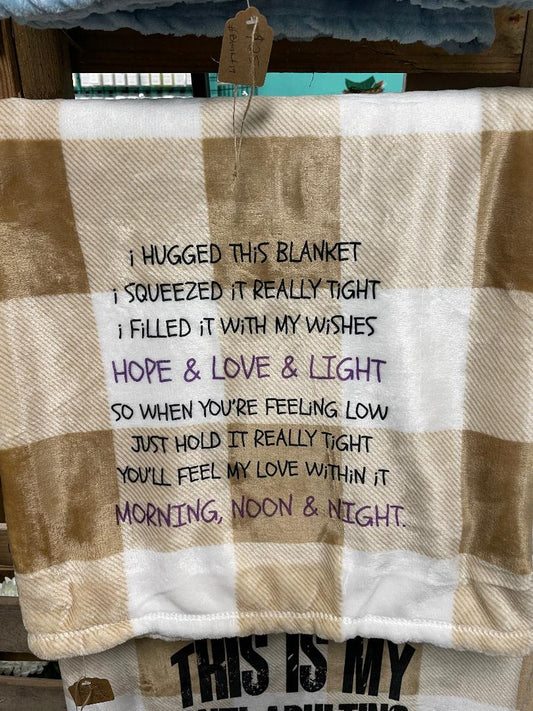 i HUGGED THiS BLANKET
i SQUEEZED iT REALLY TiGHT
i FiLLED iT WiTH MY WiSHES
HOPE & LOVE & LIGHT
SO WHEN YOU'RE FEELiNG LOW
JUST HOLD IT REALLY TiGHT
YOU'LL FEEL MY LOVE WiTHiN iT
MORNING, NOON & NIGHT.
THIS IS MY